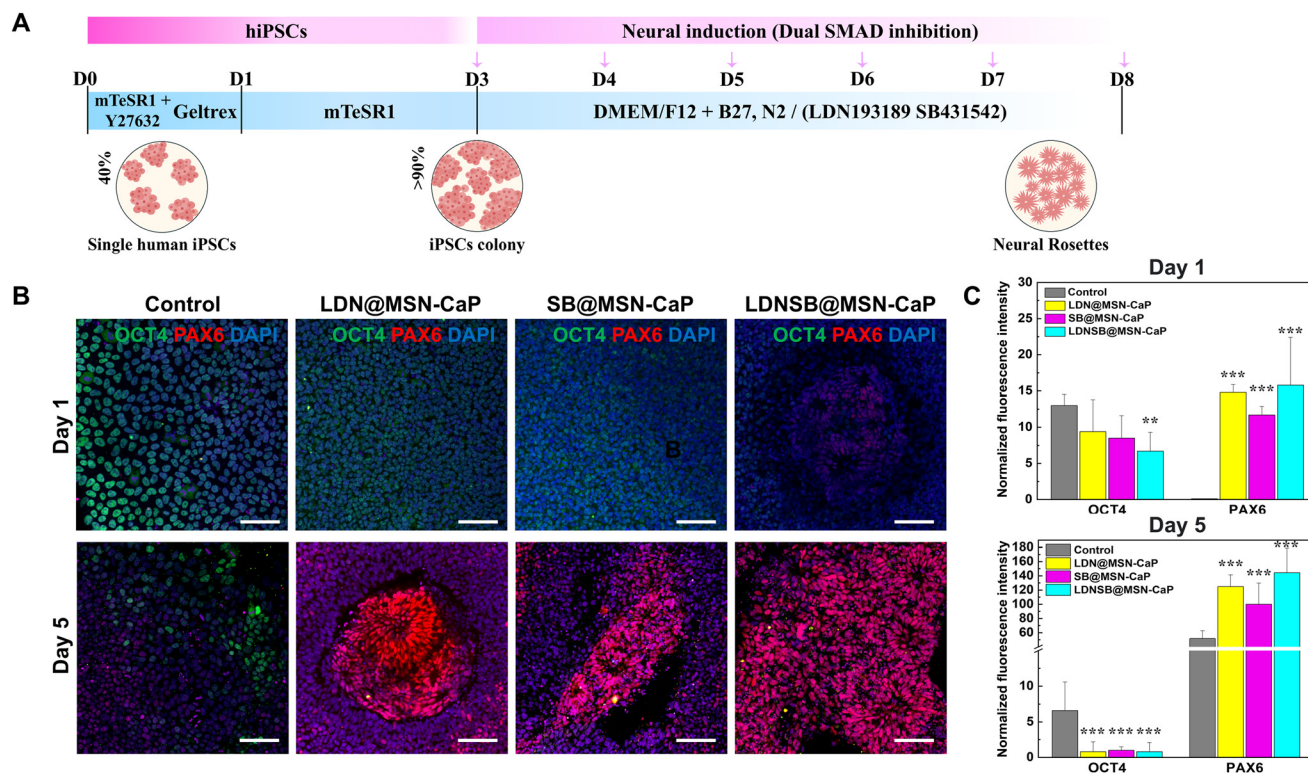 A
hiPSCs
Neural induction (Dual SMAD inhibition)
D0 D1 D3 D4 D5 D6 D7 D8
mTeSR1 +
Y27632
Geltrex
mTeSR1
DMEM/F12 + B27, N2 / (LDN193189 SB431542)
40%
>90%
Single human iPSCs
iPSCs colony
Neural Rosettes
B
Control
LDN@MSN-CaP
SB@MSN-CaP
LDNSB@MSN-CaP
Day 1
OCT4 PAX6 DAPI
OCT4 PAX6 DAPI
OCT4 PAX6 DAPI
OCT4 PAX6 DAPI
B
Day 5
C
Day 1
Normalized fluorescence intensity
30
25
20
15
10
5
0
Control
LDN@MSN-CaP
SB@MSN-CaP
LDNSB@MSN-CaP
**
***
***
***
OCT4
PAX6
Day 5
Normalized fluorescence intensity
180
160
140
120
100
80
60
10
5
0
Control
LDN@MSN-CaP
SB@MSN-CaP
LDNSB@MSN-CaP
*** *** ***
***
***
***
OCT4
PAX6